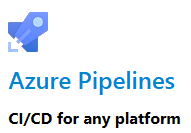 Azure Pipelines
CI/CD for any platform